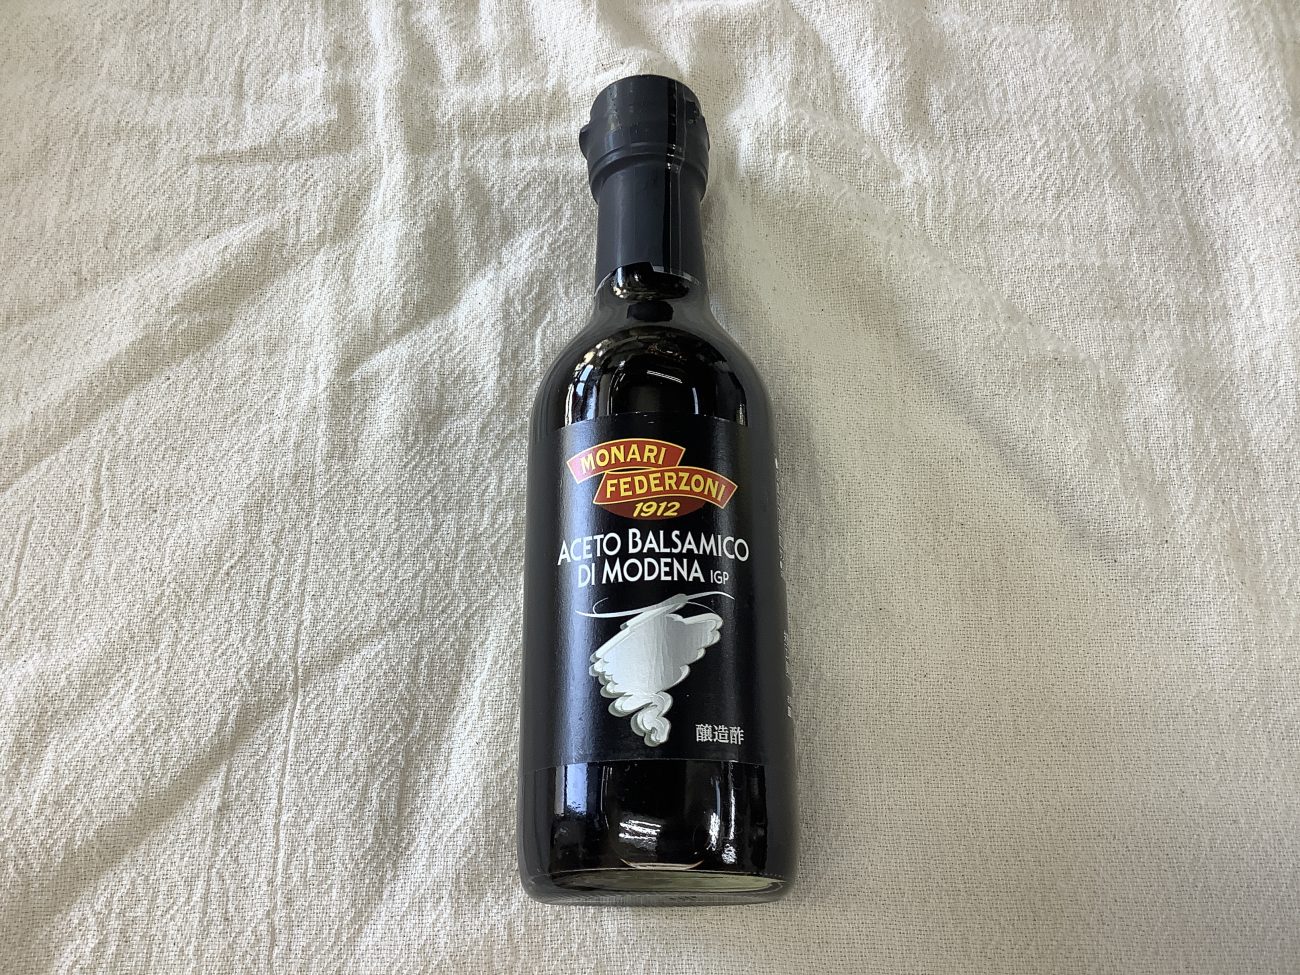 MONARI
FEDERZONI
1912
ACETO BALSAMICO
DI MODENA IGP
醸造酢